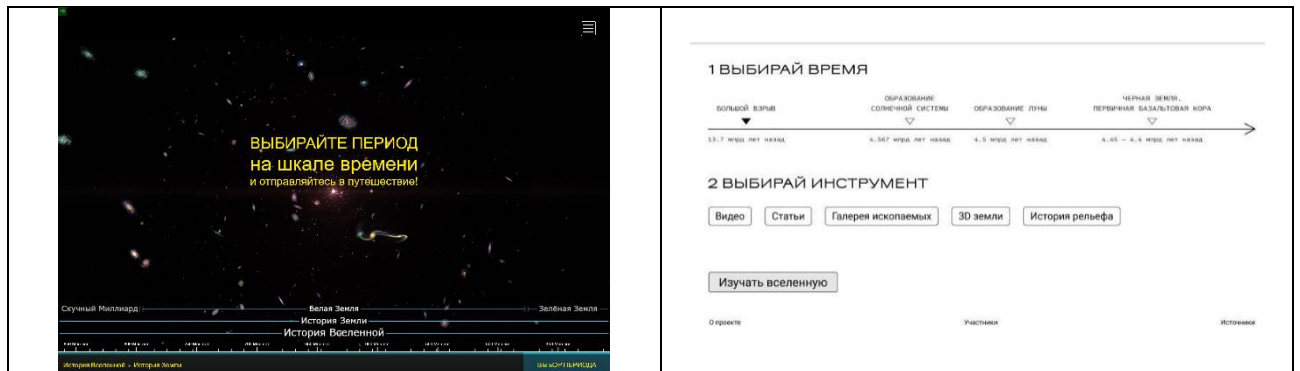 ВЫБИРАЙТЕ ПЕРИОД
на шкале времени
и отправляйтесь в путешествие!
Скучный Миллиард
Белая Земля
Зелёная Земля
История Земли
История Вселенной
История Вселенной » История Земли
ВЫБОР ПЕРИОДА
1 ВЫБИРАЙ ВРЕМЯ
БОЛЬШОЙ ВЗРЫВ
ОБРАЗОВАНИЕ
СОЛНЕЧНОЙ СИСТЕМЫ
ОБРАЗОВАНИЕ ЛУНЫ
ЧЕРНАЯ ЗЕМЛЯ,
ПЕРВИЧНАЯ БАЗАЛЬТОВАЯ КОРА
13.7 млрд лет назад
4.567 млрд лет назад
4.5 млрд лет назад
4.45 – 4.4 млрд лет назад
2 ВЫБИРАЙ ИНСТРУМЕНТ
Видео
Статьи
Галерея ископаемых
3D земли
История рельефа
Изучать вселенную
О проекте
Участники
Источники